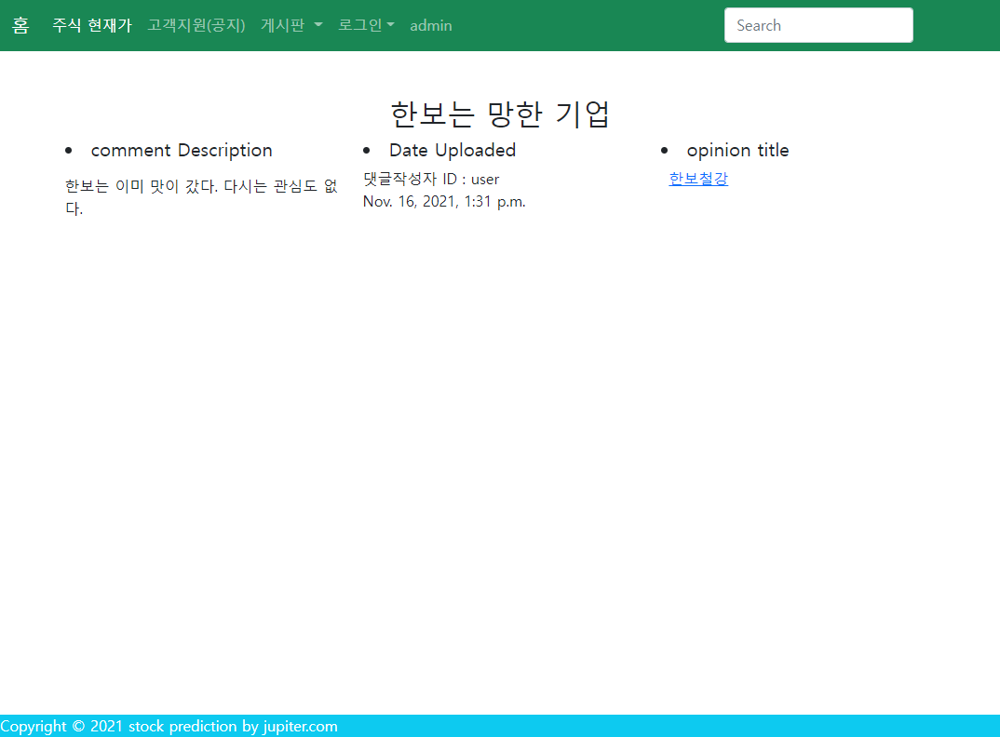 홈 주식 현재가 고객지원(공지) 게시판 로그인 admin Search
한보는 망한 기업
comment Description
한보는 이미 맛이 갔다. 다시는 관심도 없
다.
Date Uploaded
댓글작성자 ID : user
Nov. 16, 2021, 1:31 p.m.
opinion title
한보철강
Copyright © 2021 stock prediction by jupiter.com